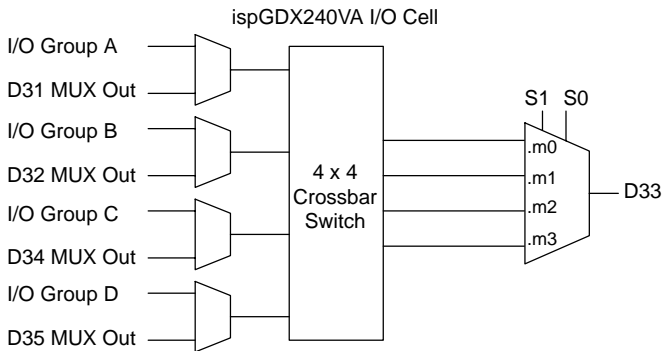 ispGDX240VA I/O Cell
I/O Group A
D31 MUX Out
I/O Group B
D32 MUX Out
I/O Group C
D34 MUX Out
I/O Group D
D35 MUX Out
4 x 4
Crossbar
Switch
S1 S0
.m0
.m1
.m2
.m3
D33